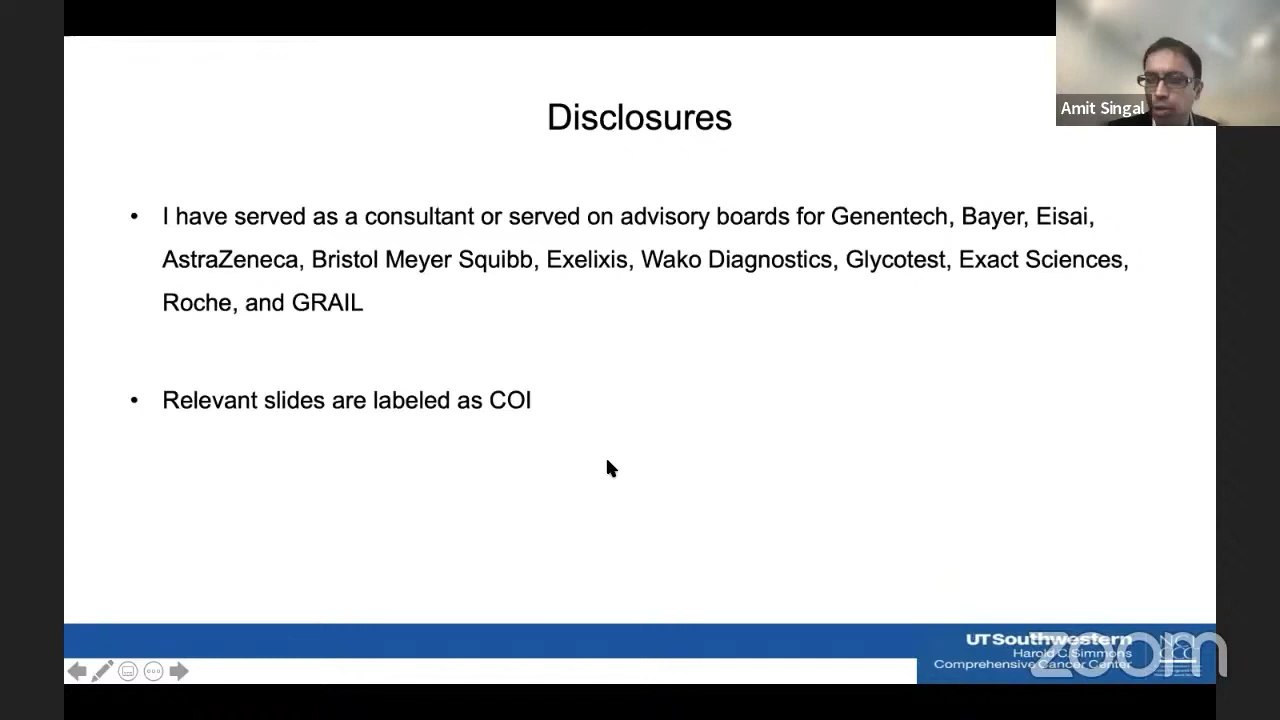 Disclosures
Amit Singal
• I have served as a consultant or served on advisory boards for Genentech, Bayer, Eisai,
AstraZeneca, Bristol Meyer Squibb, Exelixis, Wako Diagnostics, Glycotest, Exact Sciences,
Roche, and GRAIL
• Relevant slides are labeled as COI
UT Southwestern
Harold C. Simmons
Comprehensive Cancer Center
zoom